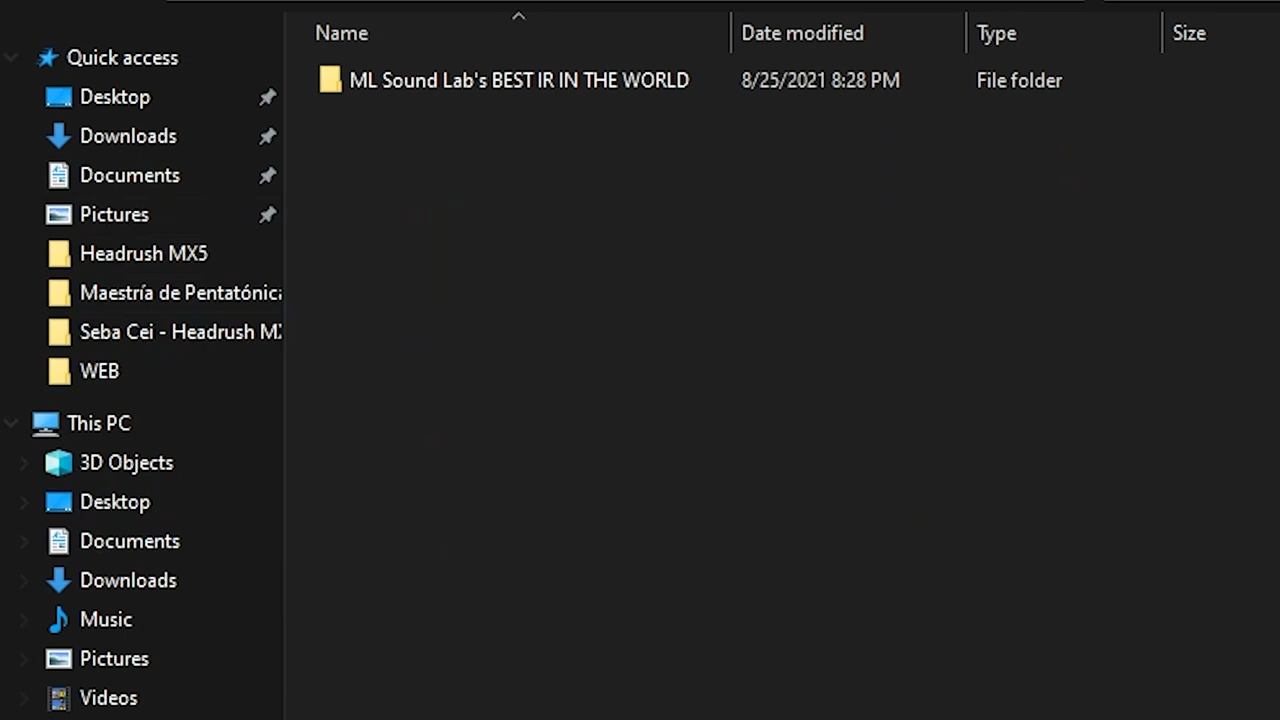 Name
Date modified
Type
Size
ML Sound Lab's BEST IR IN THE WORLD
8/25/2021 8:28 PM
File folder
Quick access
Desktop
Downloads
Documents
Pictures
Headrush MX5
Maestría de Pentatónica
Seba Cei - Headrush MX
WEB
This PC
3D Objects
Desktop
Documents
Downloads
Music
Pictures
Videos